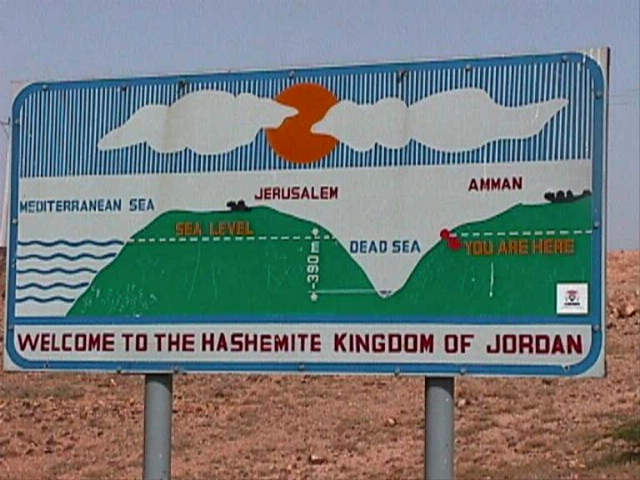 JERUSALEM
AMMAN
MEDITERRANEAN SEA
SEA LEVEL
DEAD SEA
YOU ARE HERE
-390
WELCOME TO THE HASHEMITE KINGDOM OF JORDAN